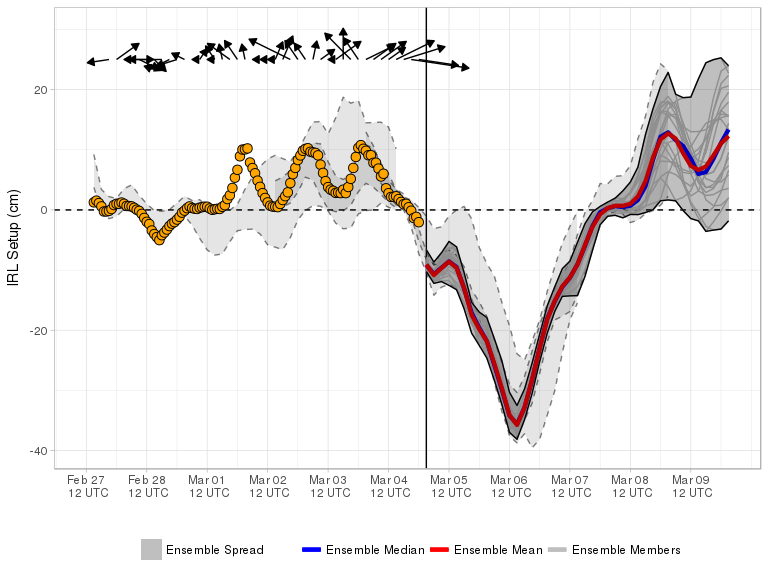 IRL Setup (cm)
20
0
-20
-40
Feb 27 Feb 28 Mar 01 Mar 02 Mar 03 Mar 04 Mar 05 Mar 06 Mar 07 Mar 08 Mar 09
12 UTC 12 UTC 12 UTC 12 UTC 12 UTC 12 UTC 12 UTC 12 UTC 12 UTC 12 UTC 12 UTC
Ensemble Spread Ensemble Median Ensemble Mean Ensemble Members